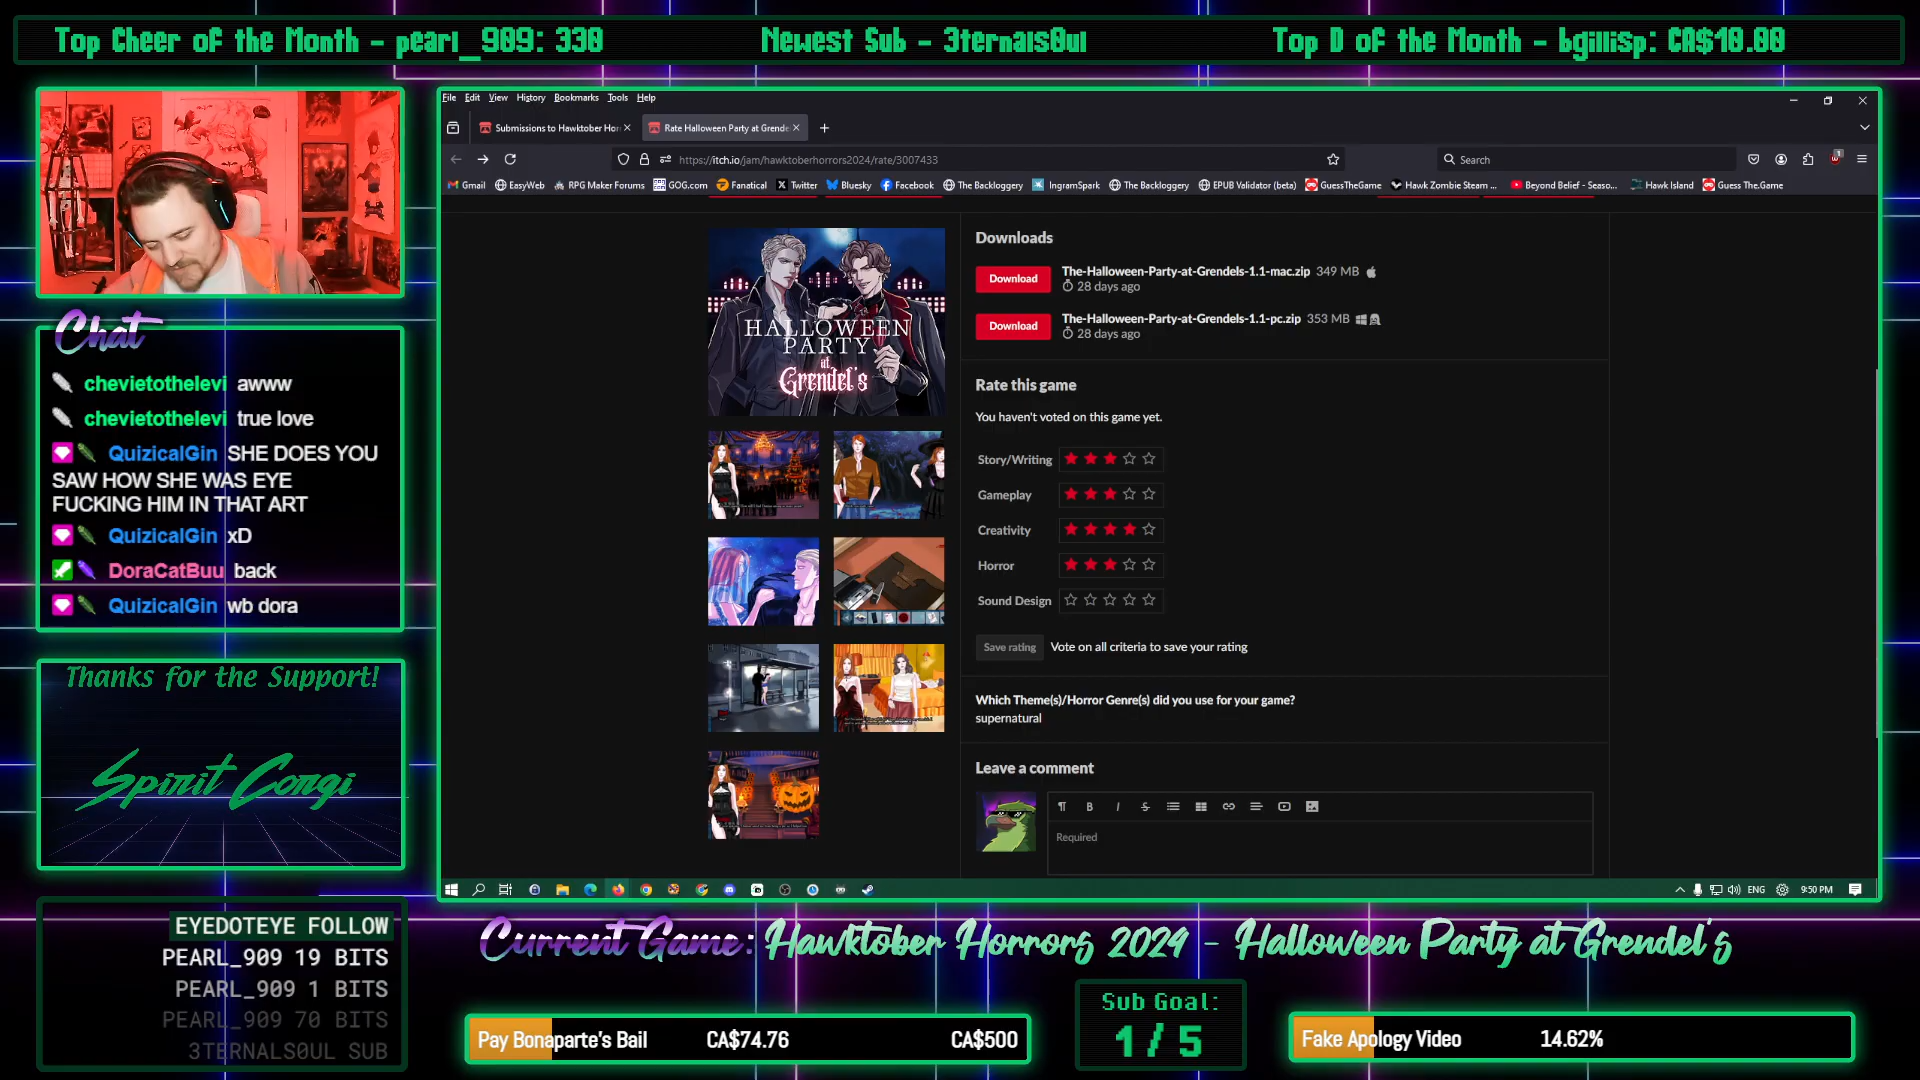 Top Cheer of the Month - pearl_909: 330
Newest Sub - 3ternals0ul
Top D of the Month - bgillisp: CA$10.00
File Edit View History Bookmarks Tools Help
Submissions to Hawktober Hor
Rate Halloween Party at Grende
https://itch.io/jam/hawktoberhorrors2024/rate/3007433
Search
Gmail
EasyWeb
RPG Maker Forums
GOG.com
Fanatical
Twitter
Bluesky
Facebook
The Backloggery
IngramSpark
The Backloggery
EPUB Validator (beta)
GuessTheGame
Hawk Zombie Steam ...
Beyond Belief - Seaso...
Hawk Island
Guess The.Game
HALLOWEEN
PARTY
at
Grendel's
Downloads
Download
The-Halloween-Party-at-Grendels-1.1-mac.zip 349 MB
28 days ago
Download
The-Halloween-Party-at-Grendels-1.1-pc.zip 353 MB
28 days ago
Rate this game
You haven't voted on this game yet.
Story/Writing
Gameplay
Creativity
Horror
Sound Design
Save rating
Vote on all criteria to save your rating
Which Theme(s)/Horror Genre(s) did you use for your game?
supernatural
Leave a comment
Required
ENG
9:50 PM
Chat
chevietothelevi awww
chevietothelevi true love
QuizicalGin SHE DOES YOU
SAW HOW SHE WAS EYE
FUCKING HIM IN THAT ART
QuizicalGin xD
DoraCatBuu back
QuizicalGin wb dora
Thanks for the Support!
Spirit Corgi
EYEDOTEYE FOLLOW
PEARL_909 19 BITS
PEARL_909 1 BITS
PEARL_909 70 BITS
3TERNALS0UL SUB
Current Game: Hawktober Horrors 2024 - Halloween Party at Grendel's
Pay Bonaparte's Bail CA$74.76 CA$500
Sub Goal:
1 / 5
Fake Apology Video 14.62%